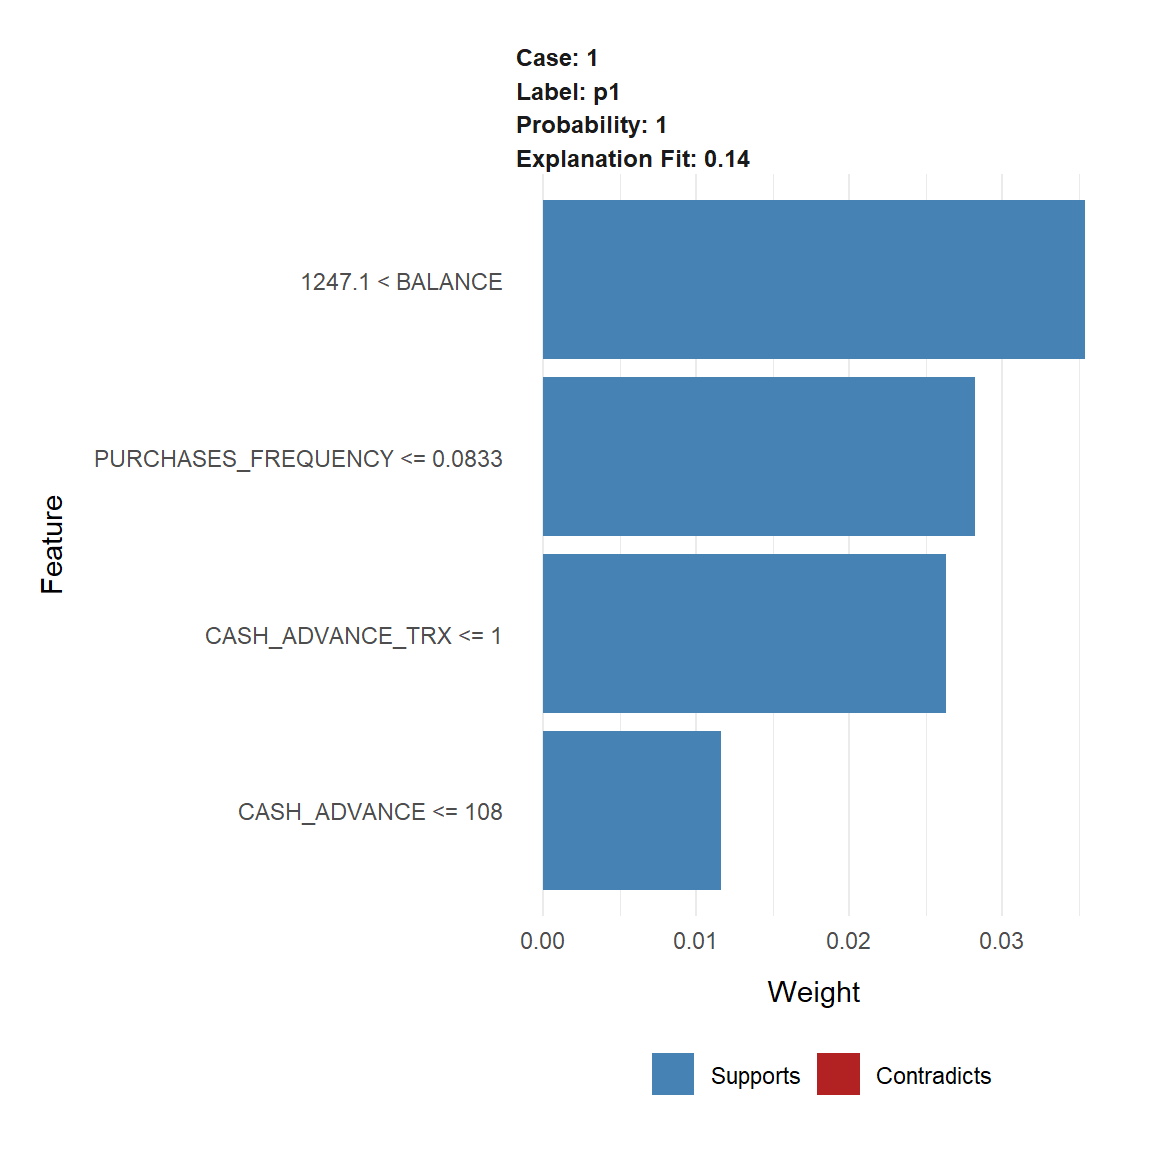 Case: 1
Label: p1
Probability: 1
Explanation Fit: 0.14
1247.1 < BALANCE
PURCHASES_FREQUENCY <= 0.0833
CASH_ADVANCE_TRX <= 1
CASH_ADVANCE <= 108
Feature
0.00 0.01 0.02 0.03
Weight
Supports Contradicts